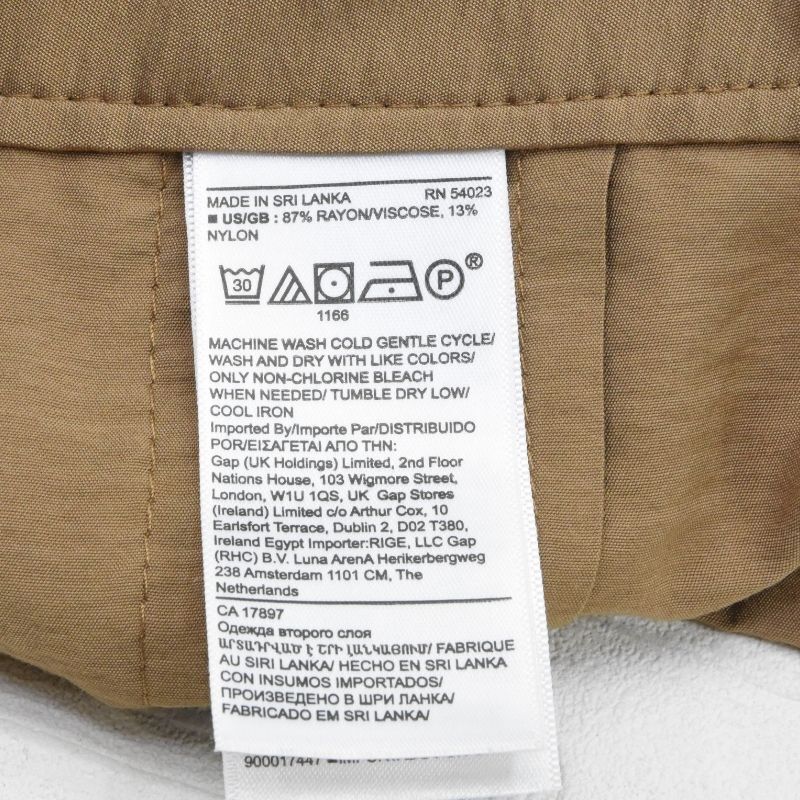 MADE IN SRI LANKA RN 54023
■ US/GB : 87% RAYON/VISCOSE, 13%
NYLON
30 P ®
1166
MACHINE WASH COLD GENTLE CYCLE/
WASH AND DRY WITH LIKE COLORS/
ONLY NON-CHLORINE BLEACH
WHEN NEEDED/ TUMBLE DRY LOW/
COOL IRON
Imported By/Importe Par/DISTRIBUIDO
POR/ΕΙΣΑΓΕΤΑΙ ΑΠΟ ΤΗΝ:
Gap (UK Holdings) Limited, 2nd Floor
Nations House, 103 Wigmore Street,
London, W1U 1QS, UK Gap Stores
(Ireland) Limited c/o Arthur Cox, 10
Earlsfort Terrace, Dublin 2, D02 T380,
Ireland Egypt Importer:RIGE, LLC Gap
(RHC) B.V. Luna ArenA Herikerbergweg
238 Amsterdam 1101 CM, The
Netherlands
CA 17897
Одежда второго слоя
ԱՐՏԱԴՐՎԱԾ Է ՇՐԻ ԼԱՆԿԱՅՈՒՄ/ FABRIQUE
AU SIRI LANKA/ HECHO EN SRI LANKA
CON INSUMOS IMPORTADOS/
ПРОИЗВЕДЕНО В ШРИ ЛАНКА/
FABRICADO EM SRI LANKA/
900017447